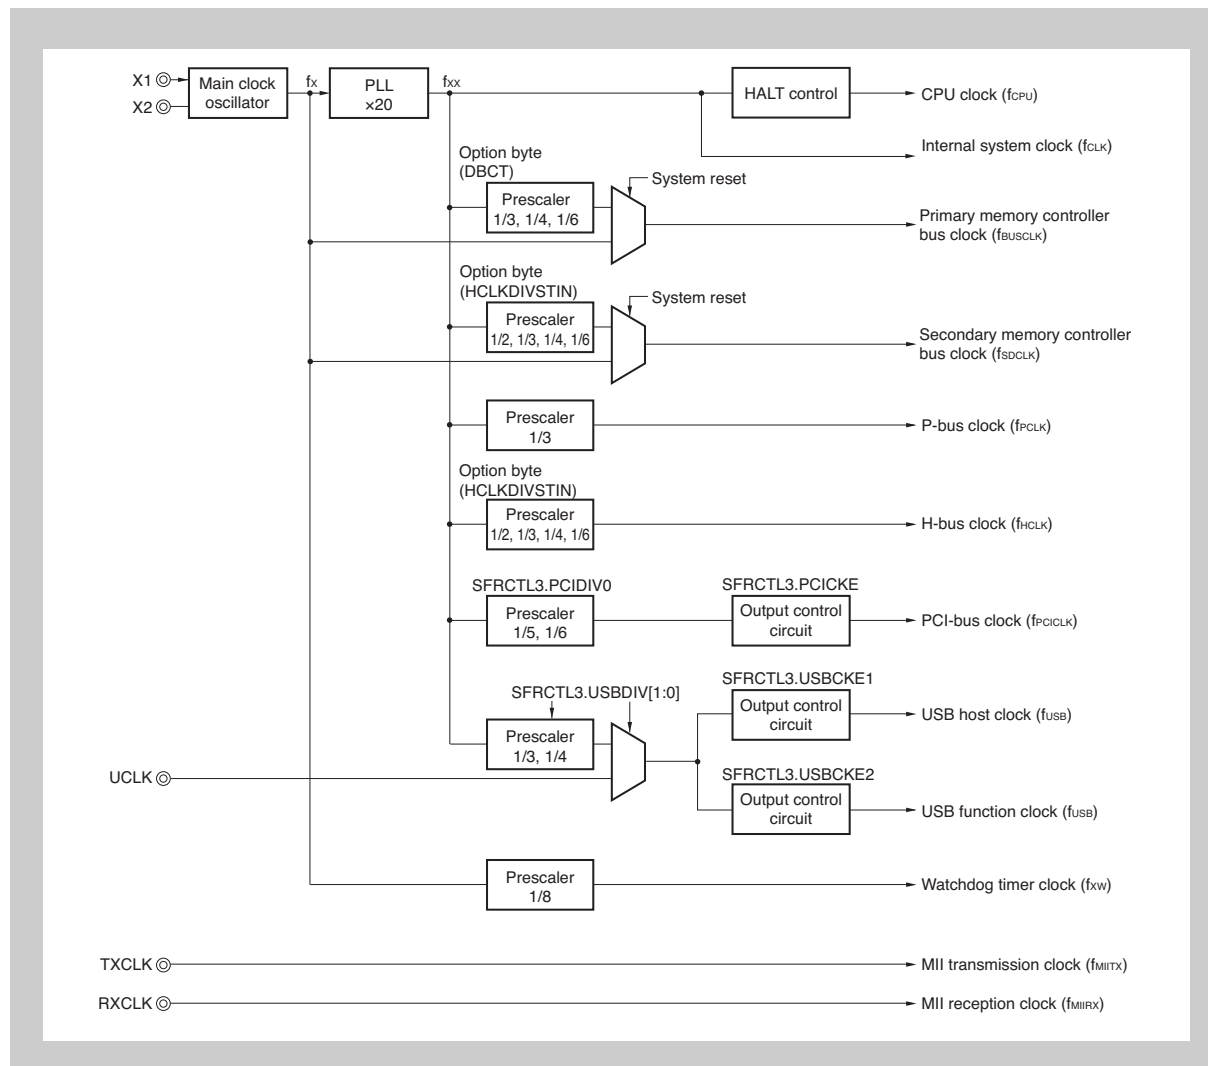 X1
X2
Main clock
oscillator
fX
PLL
×20
fXX
HALT control
CPU clock (fCPU)
Internal system clock (fCLK)
Option byte
(DBCT)
Prescaler
1/3, 1/4, 1/6
System reset
Primary memory controller
bus clock (fBUSCLK)
Option byte
(HCLKDIVSTIN)
Prescaler
1/2, 1/3, 1/4, 1/6
System reset
Secondary memory controller
bus clock (fSDCLK)
Prescaler
1/3
P-bus clock (fPCLK)
Option byte
(HCLKDIVSTIN)
Prescaler
1/2, 1/3, 1/4, 1/6
H-bus clock (fHCLK)
SFRCTL3.PCIDIV0
Prescaler
1/5, 1/6
SFRCTL3.PCICKE
Output control
circuit
PCI-bus clock (fPCICLK)
SFRCTL3.USBDIV[1:0]
Prescaler
1/3, 1/4
UCLK
SFRCTL3.USBCKE1
Output control
circuit
USB host clock (fUSB)
SFRCTL3.USBCKE2
Output control
circuit
USB function clock (fUSB)
Prescaler
1/8
Watchdog timer clock (fXW)
TXCLK
MII transmission clock (fMIITX)
RXCLK
MII reception clock (fMIIRX)